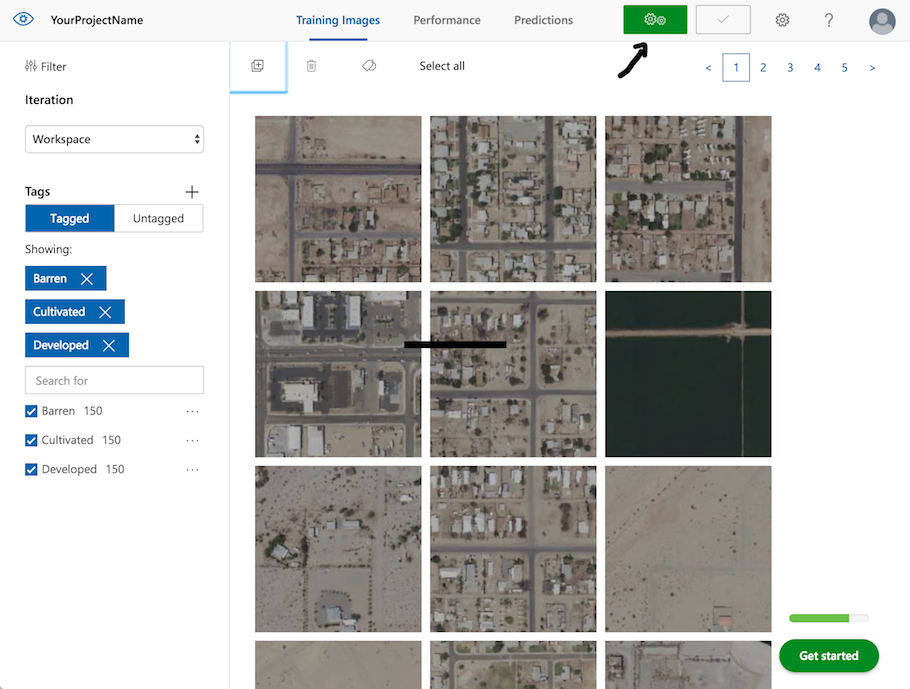 YourProjectName
Training Images
Performance
Predictions
?
Filter
Select all
< 1 2 3 4 5 >
Iteration
Workspace
Tags
Tagged
Untagged
Showing:
Barren
Cultivated
Developed
Search for
Barren 150 ...
Cultivated 150 ...
Developed 150 ...
Get started